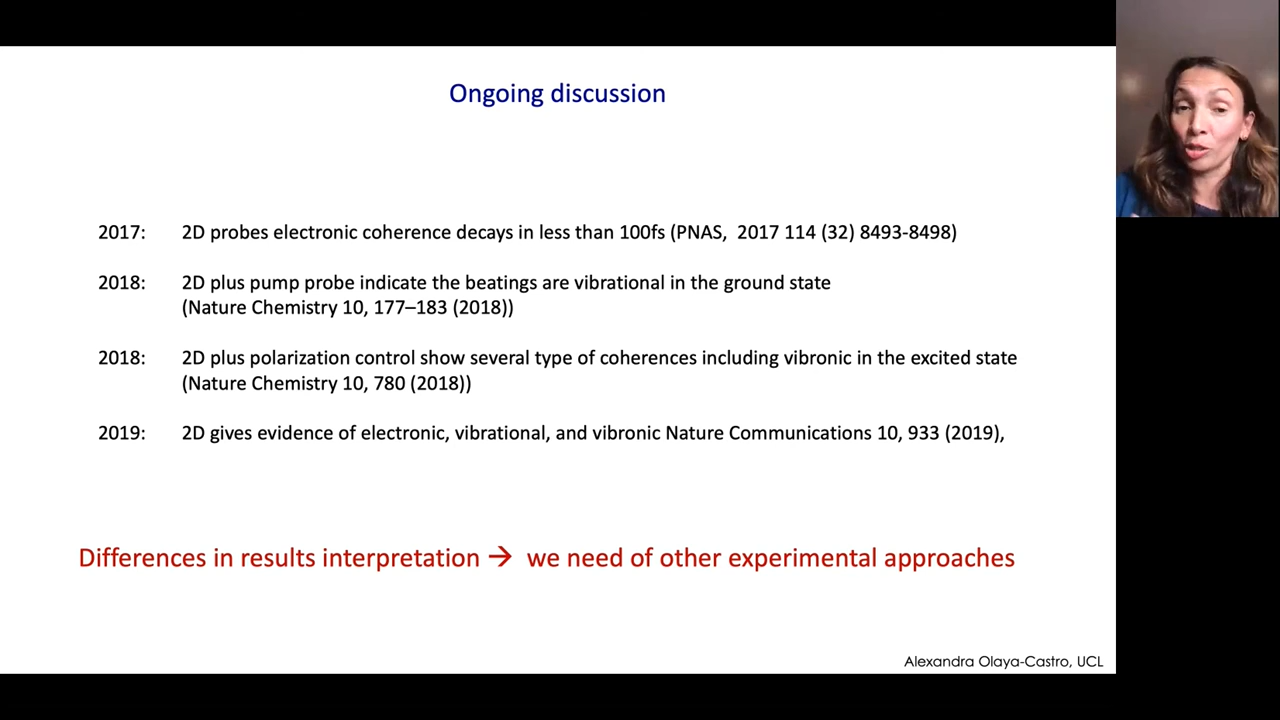 Ongoing discussion
2017: 2D probes electronic coherence decays in less than 100fs (PNAS, 2017 114 (32) 8493-8498)
2018: 2D plus pump probe indicate the beatings are vibrational in the ground state
(Nature Chemistry 10, 177–183 (2018))
2018: 2D plus polarization control show several type of coherences including vibronic in the excited state
(Nature Chemistry 10, 780 (2018))
2019: 2D gives evidence of electronic, vibrational, and vibronic Nature Communications 10, 933 (2019),
Differences in results interpretation → we need of other experimental approaches
Alexandra Olaya-Castro, UCL